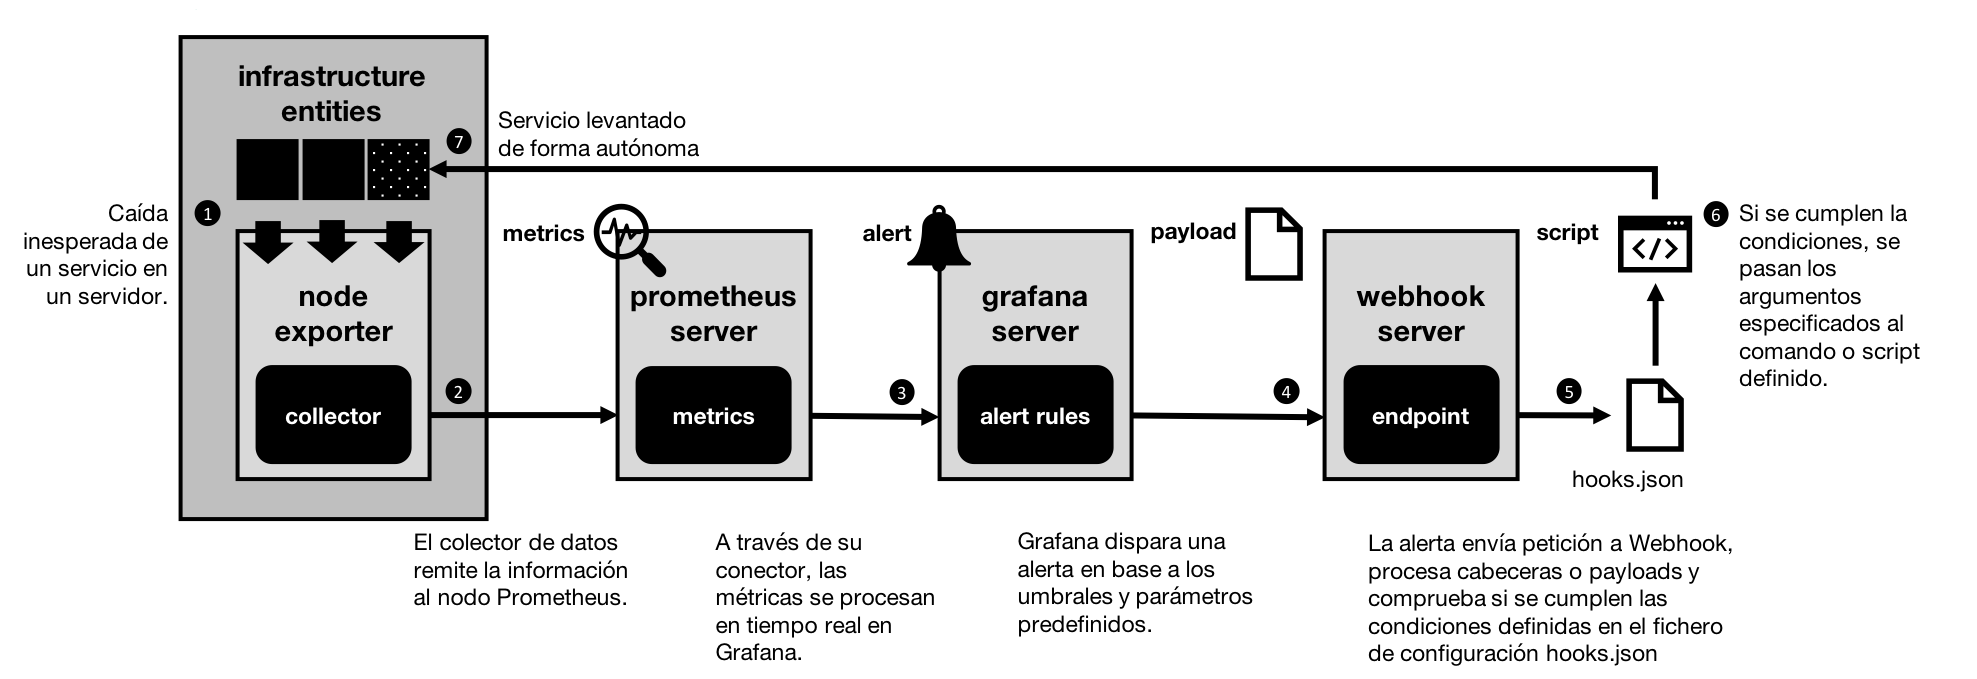 infrastructure
entities
7
Servicio levantado
de forma autónoma
1
Caída
inesperada de
un servicio en
un servidor.
node
exporter
collector
2
metrics
prometheus
server
metrics
3
alert
grafana
server
alert rules
payload
4
webhook
server
endpoint
5
hooks.json
script
6
Si se cumplen la
condiciones, se
pasan los
argumentos
especificados al
comando o script
definido.
El colector de datos
remite la información
al nodo Prometheus.
A través de su
conector, las
métricas se procesan
en tiempo real en
Grafana.
Grafana dispara una
alerta en base a los
umbrales y parámetros
predefinidos.
La alerta envía petición a Webhook,
procesa cabeceras o payloads y
comprueba si se cumplen las
condiciones definidas en el fichero
de configuración hooks.json